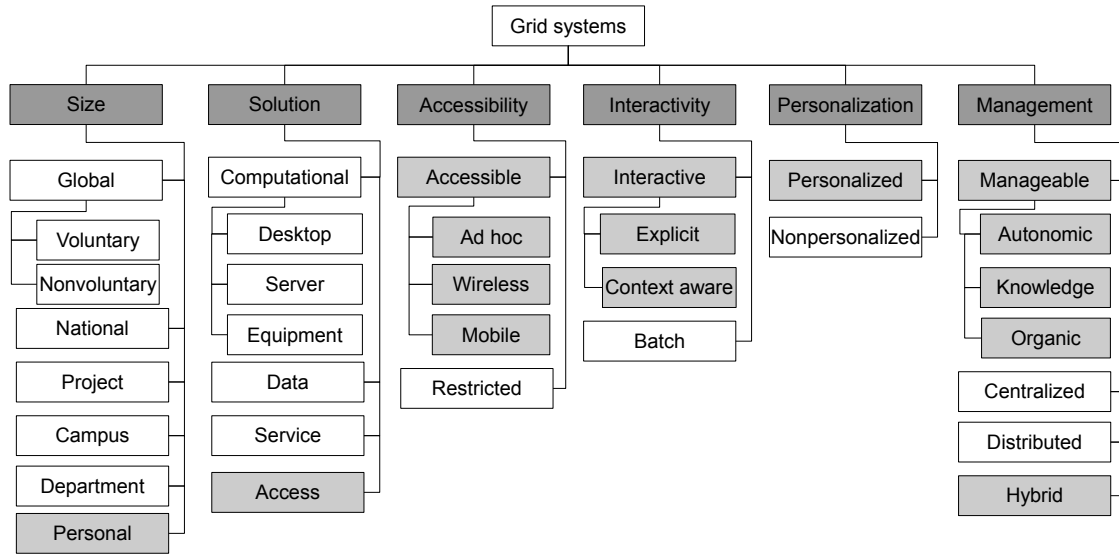 Grid systems
Size
Solution
Accessibility
Interactivity
Personalization
Management
Global
Voluntary
Nonvoluntary
National
Project
Campus
Department
Personal
Computational
Desktop
Server
Equipment
Data
Service
Access
Accessible
Ad hoc
Wireless
Mobile
Restricted
Interactive
Explicit
Context aware
Batch
Personalized
Nonpersonalized
Manageable
Autonomic
Knowledge
Organic
Centralized
Distributed
Hybrid